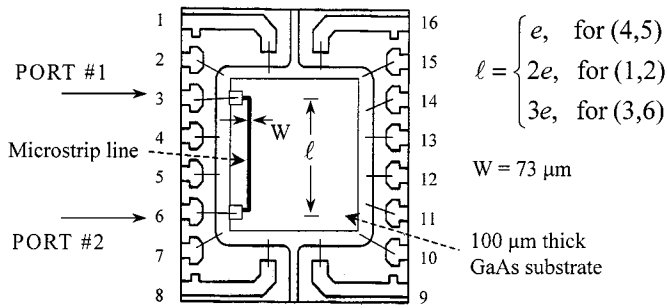 1
2
3
4
5
6
7
8
16
15
14
13
12
11
10
9
PORT #1
Microstrip line
PORT #2
W
ℓ
ℓ = { e, for (4,5)
2e, for (1,2)
3e, for (3,6)
W = 73 μm
100 μm thick
GaAs substrate